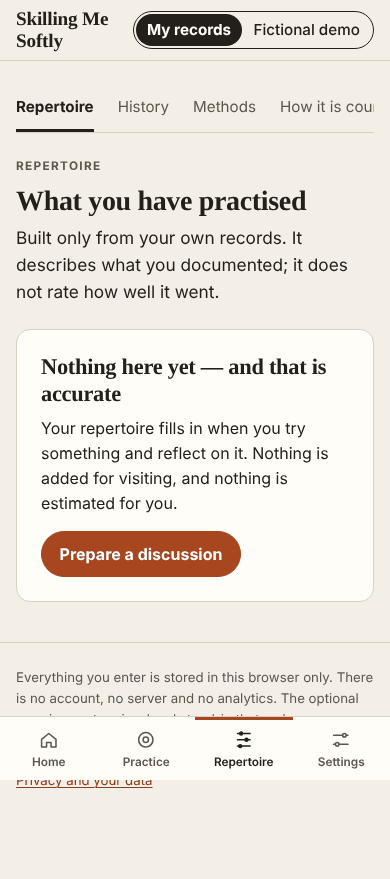 Skilling Me
Softly
My records
Fictional demo
Repertoire
History
Methods
How it is
REPERTOIRE
What you have practised
Built only from your own records. It
describes what you documented; it does
not rate how well it went.
Nothing here yet — and that is
accurate
Your repertoire fills in when you try
something and reflect on it. Nothing is
added for visiting, and nothing is
estimated for you.
Prepare a discussion
Everything you enter is stored in this browser only. There
is no account, no server and no analytics. The optional
Home
Practice
Repertoire
Settings
Privacy and your data